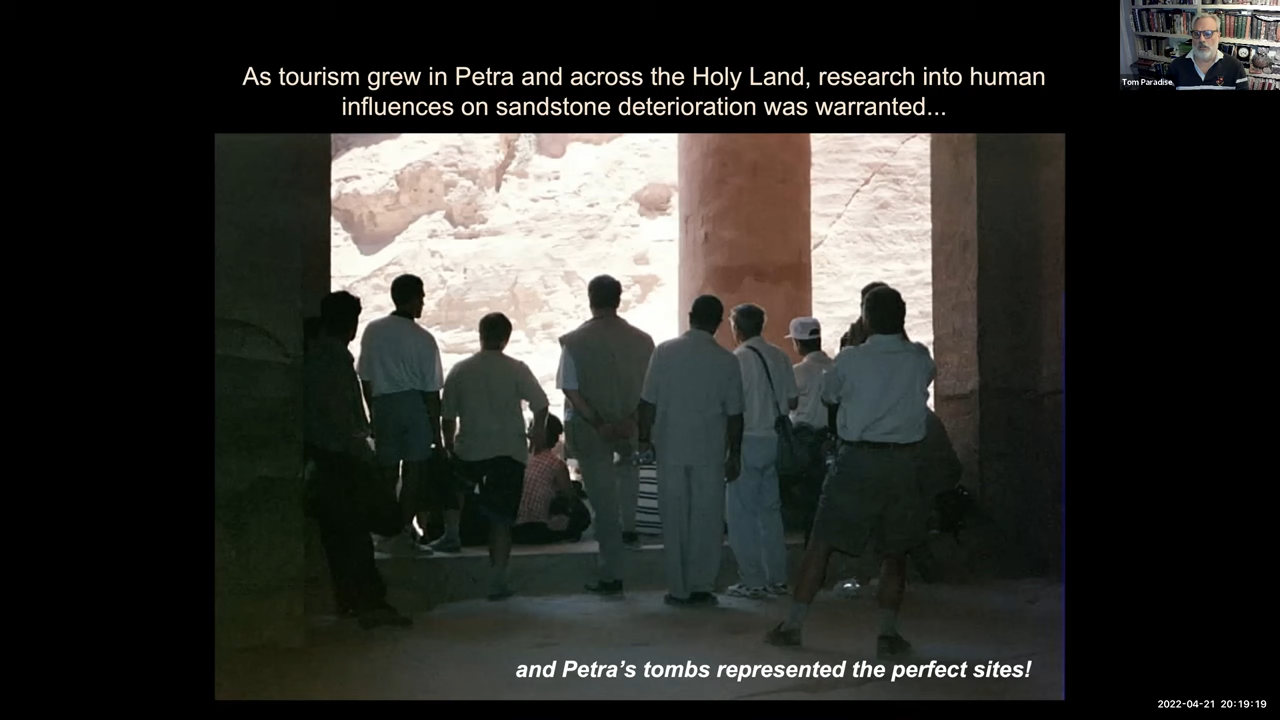 As tourism grew in Petra and across the Holy Land, research into human
influences on sandstone deterioration was warranted...
Tom Paradise
and Petra's tombs represented the perfect sites!
2022-04-21 20:19:19